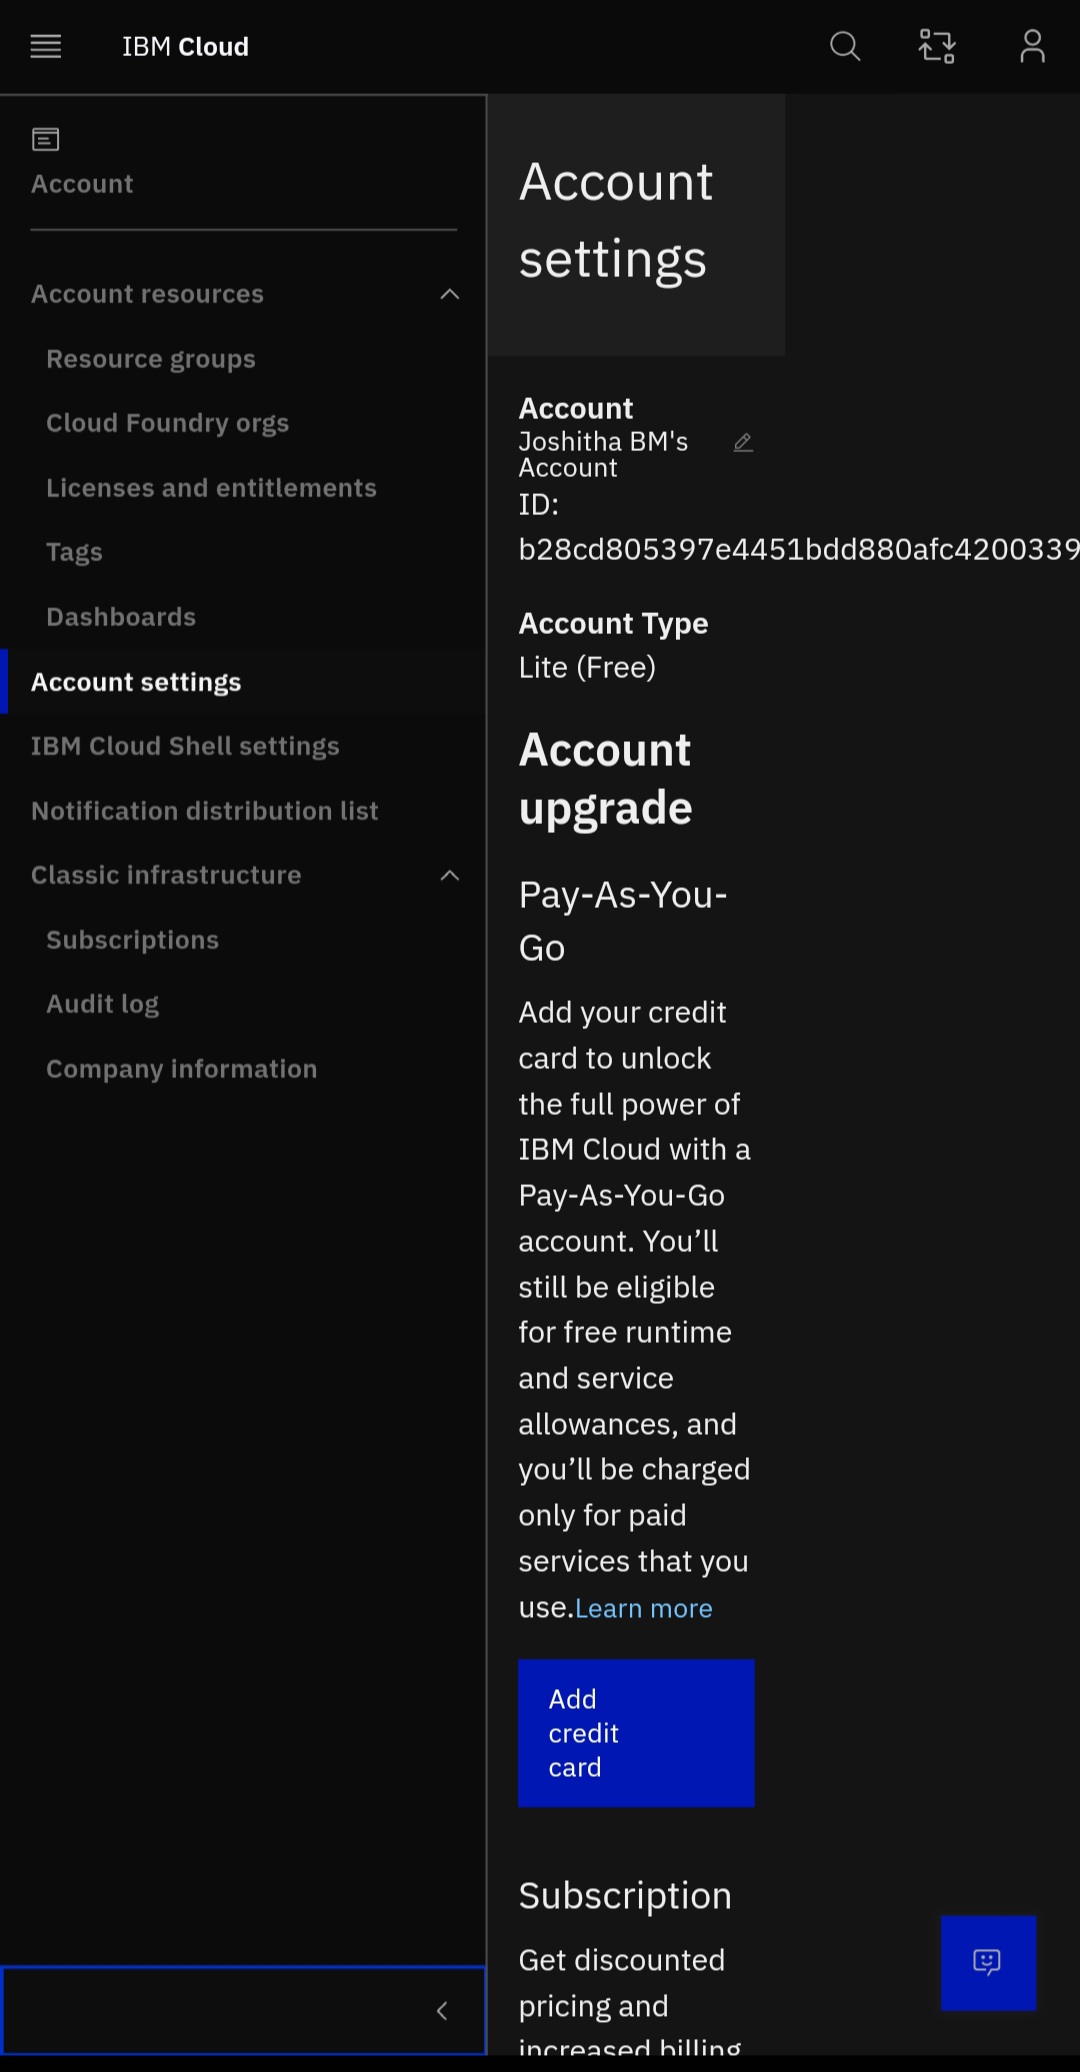 IBM Cloud
Account
Account resources
Resource groups
Cloud Foundry orgs
Licenses and entitlements
Tags
Dashboards
Account settings
IBM Cloud Shell settings
Notification distribution list
Classic infrastructure
Subscriptions
Audit log
Company information
Account
settings
Account
Joshitha BM's
Account
ID:
b28cd805397e4451bdd880afc4200339
Account Type
Lite (Free)
Account
upgrade
Pay-As-You-
Go
Add your credit
card to unlock
the full power of
IBM Cloud with a
Pay-As-You-Go
account. You’ll
still be eligible
for free runtime
and service
allowances, and
you’ll be charged
only for paid
services that you
use.Learn more
Add
credit
card
Subscription
Get discounted
pricing and
increased billing